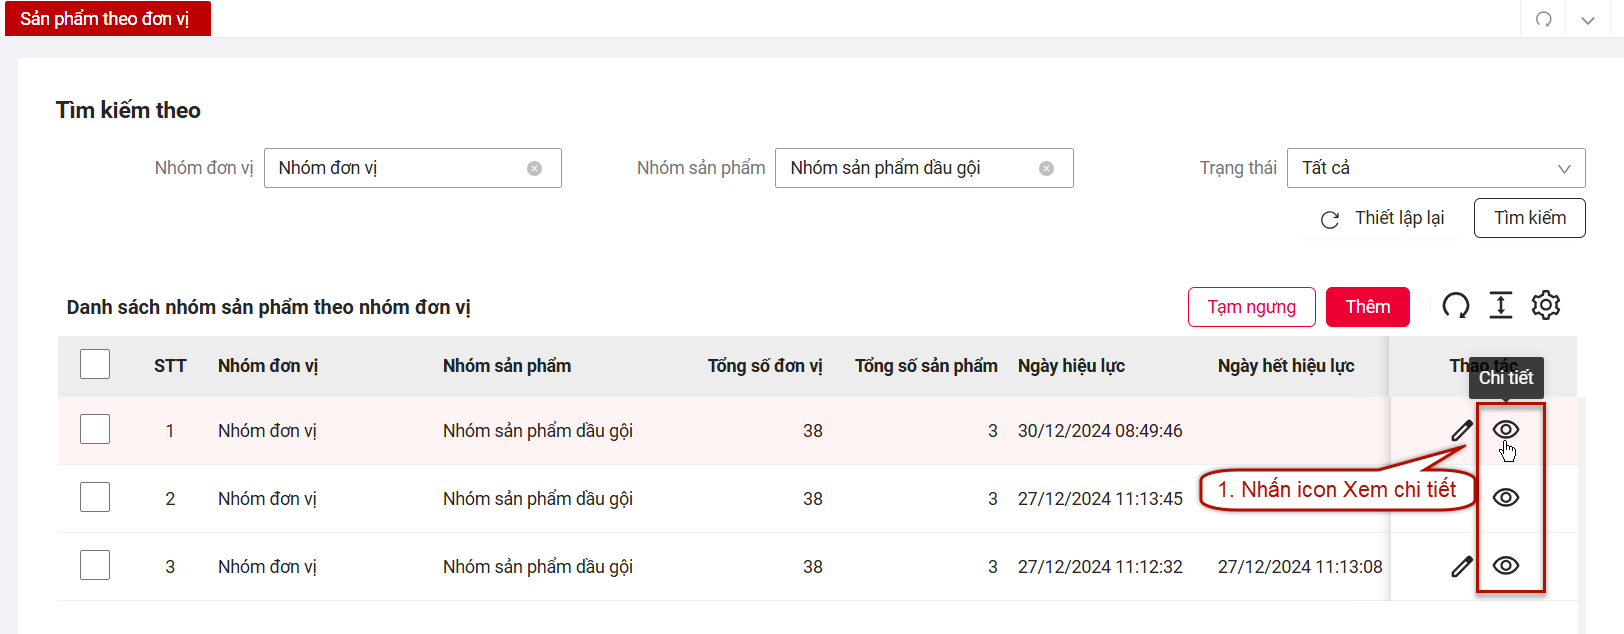 Sản phẩm theo đơn vị
Tìm kiếm theo
Nhóm đơn vị Nhóm đơn vị Nhóm sản phẩm Nhóm sản phẩm dầu gội Trạng thái Tất cả
Thiết lập lại Tìm kiếm
Danh sách nhóm sản phẩm theo nhóm đơn vị Tạm ngưng Thêm
STT Nhóm đơn vị Nhóm sản phẩm Tổng số đơn vị Tổng số sản phẩm Ngày hiệu lực Ngày hết hiệu lực Thao tác
Chi tiết
1 Nhóm đơn vị Nhóm sản phẩm dầu gội 38 3 30/12/2024 08:49:46
1. Nhấn icon Xem chi tiết
2 Nhóm đơn vị Nhóm sản phẩm dầu gội 38 3 27/12/2024 11:13:45
3 Nhóm đơn vị Nhóm sản phẩm dầu gội 38 3 27/12/2024 11:12:32 27/12/2024 11:13:08